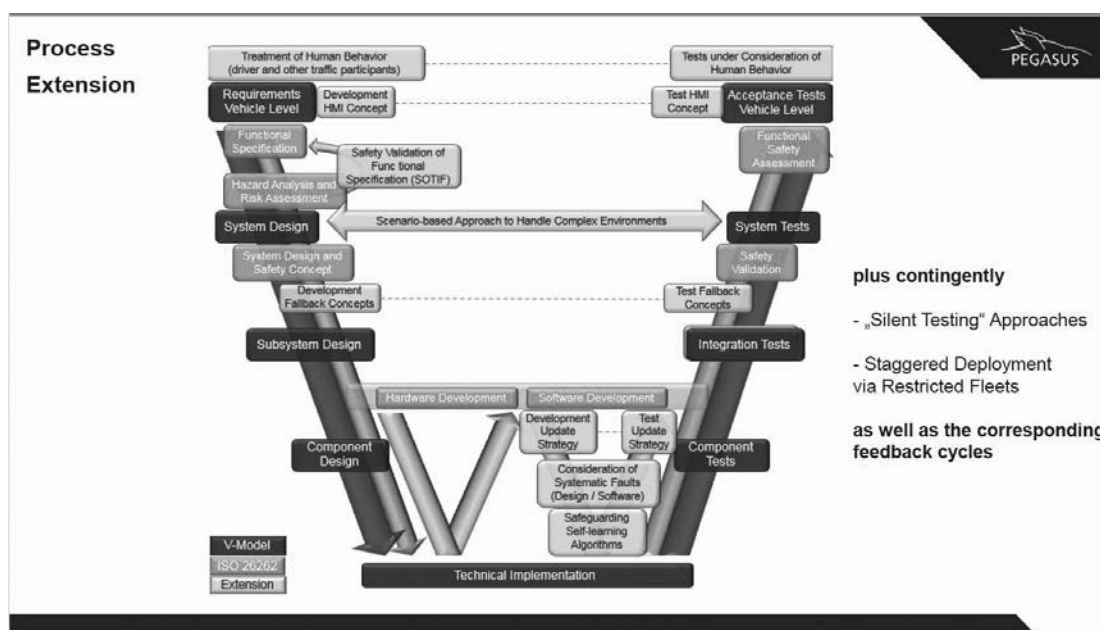 Process
Extension
PEGASUS
Treatment of Human Behavior
(driver and other traffic participants)
Tests under Consideration of
Human Behavior
Requirements
Vehicle Level
Development
HMI Concept
Test HMI
Concept
Acceptance Tests
Vehicle Level
Functional
Specification
Safety Validation of
Func tional
Specification (SOTIF)
Functional
Safety
Assessment
Hazard Analysis and
Risk Assessment
System Design
Scenario-based Approach to Handle Complex Environments
System Tests
System Design and
Safety Concept
Safety
Validation
Development
Fallback Concepts
Test Fallback
Concepts
Subsystem Design
Integration Tests
Hardware Development
Software Development
Development
Update
Strategy
Test
Update
Strategy
Component
Design
Component
Tests
Consideration of
Systematic Faults
(Design / Software)
Safeguarding
Self-learning
Algorithms
Technical Implementation
V-Model
ISO 26262
Extension
plus contingently
- „Silent Testing“ Approaches
- Staggered Deployment
via Restricted Fleets
as well as the corresponding
feedback cycles